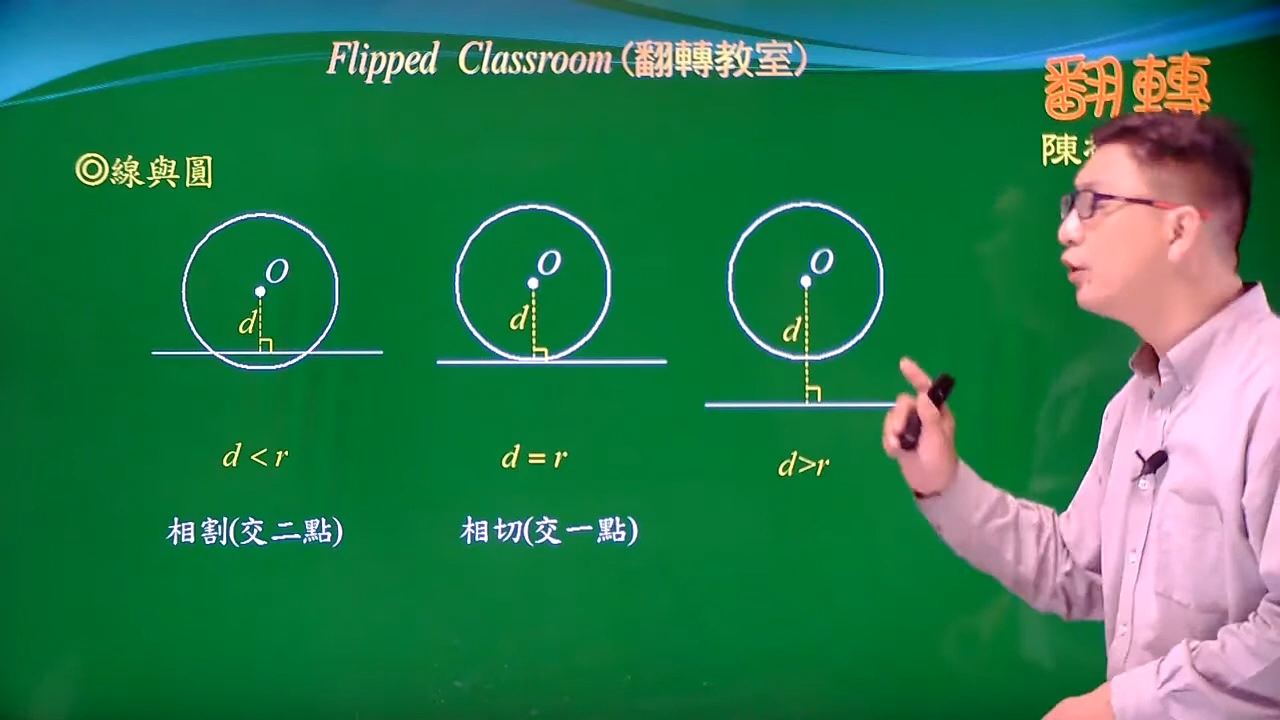 Flipped Classroom (翻轉教室)
翻轉
陳
◎線與圓
O
d
O
d
O
d
d < r
d = r
d>r
相割(交二點)
相切(交一點)